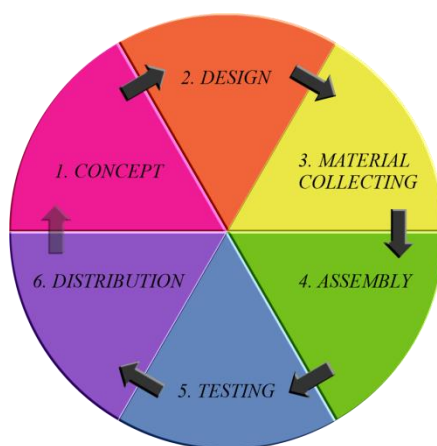 1. CONCEPT
2. DESIGN
3. MATERIAL
COLLECTING
4. ASSEMBLY
5. TESTING
6. DISTRIBUTION